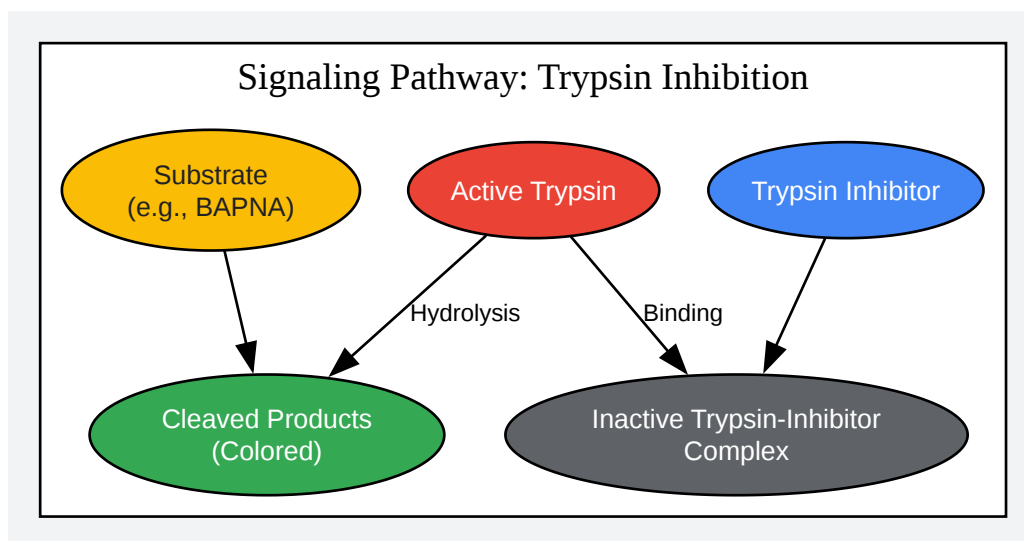 Signaling Pathway: Trypsin Inhibition
Substrate
(e.g., BAPNA)
Active Trypsin
Trypsin Inhibitor
Hydrolysis
Binding
Cleaved Products
(Colored)
Inactive Trypsin-Inhibitor
Complex